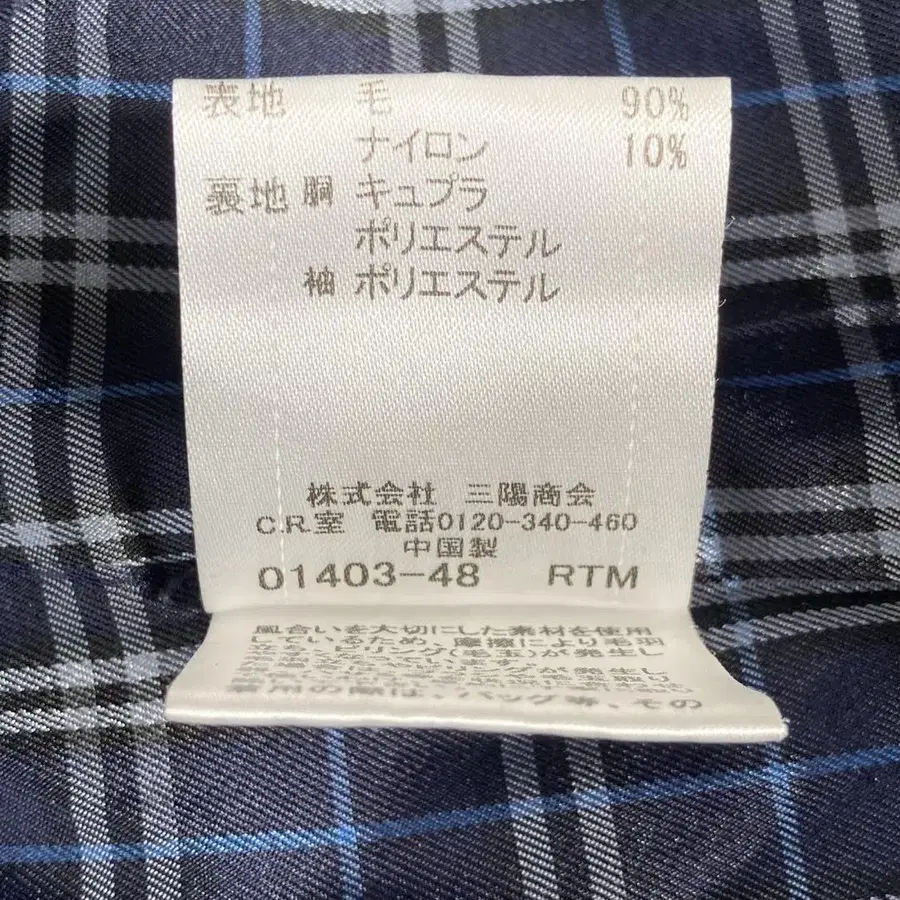 表地 毛 90%
ナイロン 10%
裏地 胴 キュプラ
ポリエステル
袖 ポリエステル
株式会社 三陽商会
C.R.室 電話0120-340-460
中国製
01403-48 RTM
風合いを大切にした素材を使用
しているため、摩擦により毛羽
立ち・ピリング(毛玉)が発生し
着用の際は、バッグ等、その